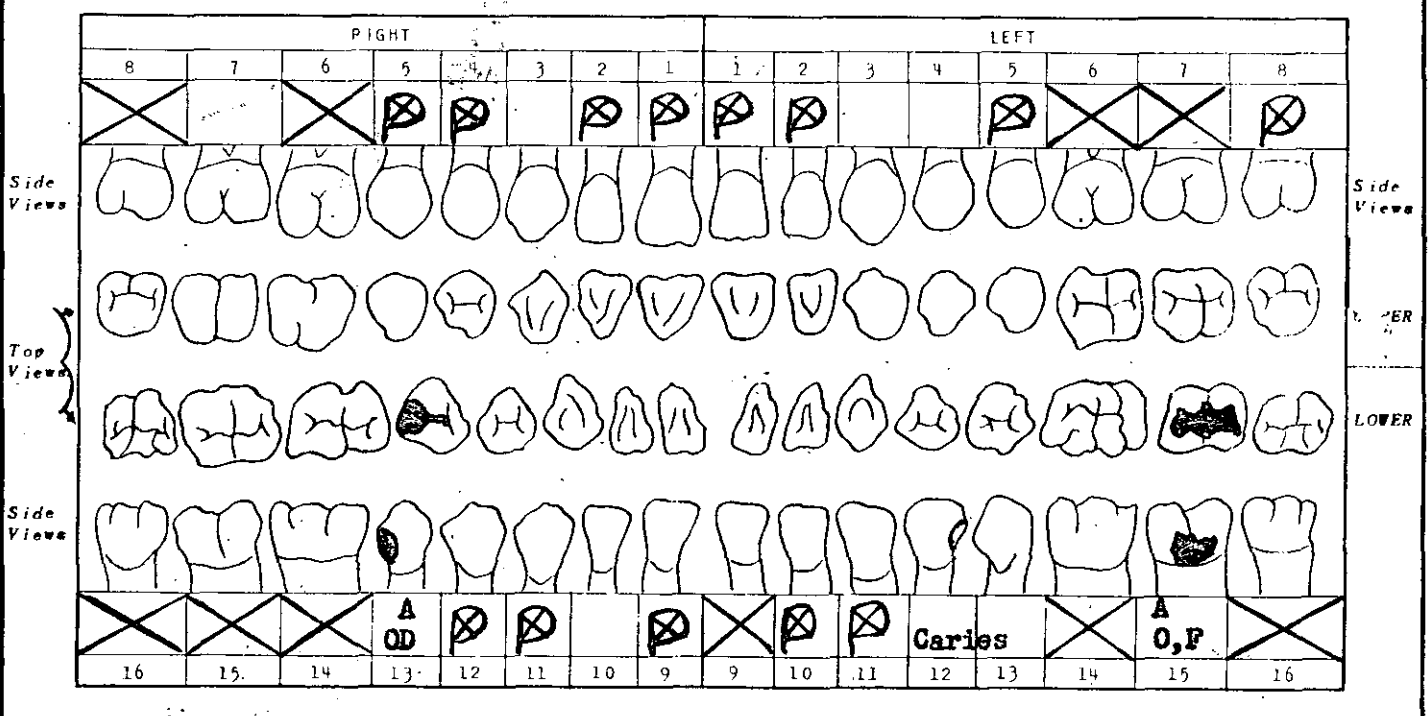 RIGHT LEFT
8 7 6 5 4 3 2 1 1 2 3 4 5 6 7 8
Side Views Side Views
Top Views
LOWER
Side Views
A A
OD Caries O,F
16 15. 14 13 12 11 10 9 9 10 11 12 13 14 15 16